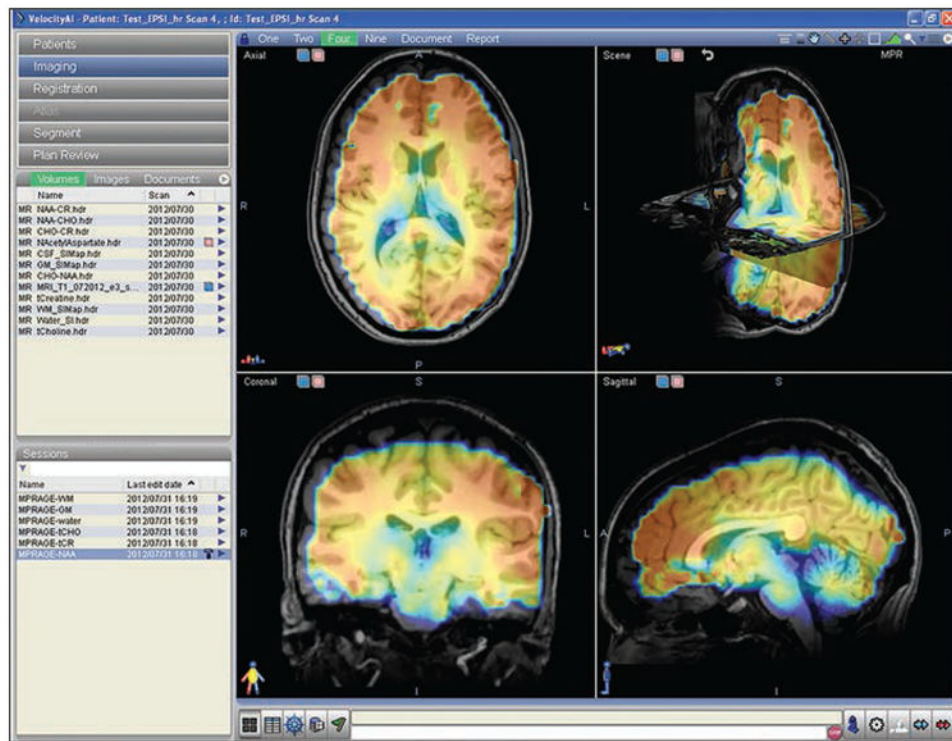 VelocityAI - Patient: Test_EPSI_hr Scan 4, ; Id: Test_EPSI_hr Scan 4
Patients
Imaging
Registration
Atlas
Segment
Plan Review
Volumes Images Documents
Name Scan
MR NAA-CR.hdr 2012/07/30
MR NAA-CHO.hdr 2012/07/30
MR CHO-CR.hdr 2012/07/30
MR NAcetylAspartate.hdr 2012/07/30
MR CSF_SIMap.hdr 2012/07/30
MR GM_SIMap.hdr 2012/07/30
MR CHO-NAA.hdr 2012/07/30
MR MRI_T1_072012_e3_s... 2012/07/30
MR tCreatine.hdr 2012/07/30
MR WM_SIMap.hdr 2012/07/30
MR Water_SI.hdr 2012/07/30
MR tCholine.hdr 2012/07/30
Sessions
Name Last edit date
MPRAGE-WM 2012/07/31 16:19
MPRAGE-GM 2012/07/31 16:19
MPRAGE-water 2012/07/31 16:19
MPRAGE-tCHO 2012/07/31 16:18
MPRAGE-tCR 2012/07/31 16:18
MPRAGE-NAA 2012/07/31 16:18
One Two Four Nine Document Report
Axial
A
R
L
P
Scene
MPR
Coronal
S
R
L
I
Sagittal
S
A
P
I
STOP